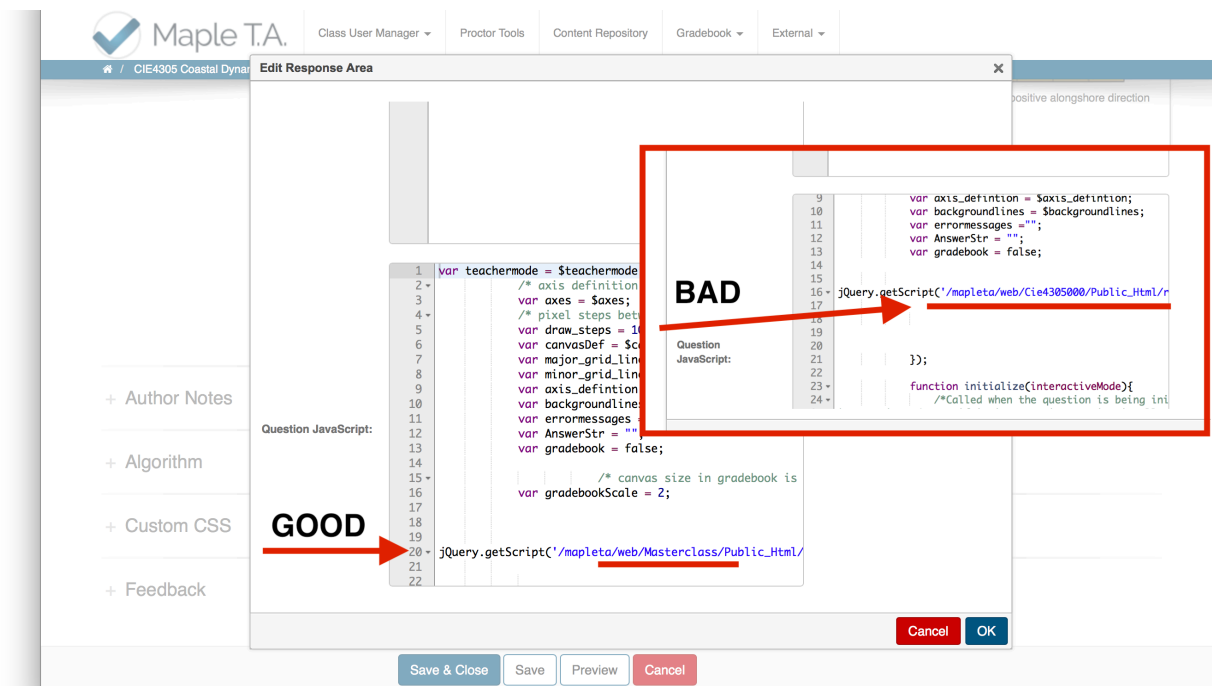 Maple T.A.
Class User Manager
Proctor Tools
Content Repository
Gradebook
External
/ CIE4305 Coastal Dynar
Edit Response Area
positive alongshore direction
+ Author Notes
+ Algorithm
+ Custom CSS
+ Feedback
Question JavaScript:
GOOD
1 var teachermode = $teachermode
2 /* axis definition
3 var axes = $axes;
4 /* pixel steps betw
5 var draw_steps = 10
6 var canvasDef = $ca
7 var major_grid_line
8 var minor_grid_line
9 var axis_defintion
10 var backgroundlines
11 var errormessages =
12 var AnswerStr = "";
13 var gradebook = false;
14
15 /* canvas size in gradebook is
16 var gradebookScale = 2;
17
18
19
20 jQuery.getScript('/mapleta/web/Masterclass/Public_Html/
21
22
BAD
Question
JavaScript:
9 var axis_defintion = $axis_defintion;
10 var backgroundlines = $backgroundlines;
11 var errormessages ="";
12 var AnswerStr = "";
13 var gradebook = false;
14
15
16 jQuery.getScript('/mapleta/web/Cie4305000/Public_Html/r
17
18
19
20
21 });
22
23 function initialize(interactiveMode){
24 /*Called when the question is being ini
Cancel
OK
Save & Close
Save
Preview
Cancel